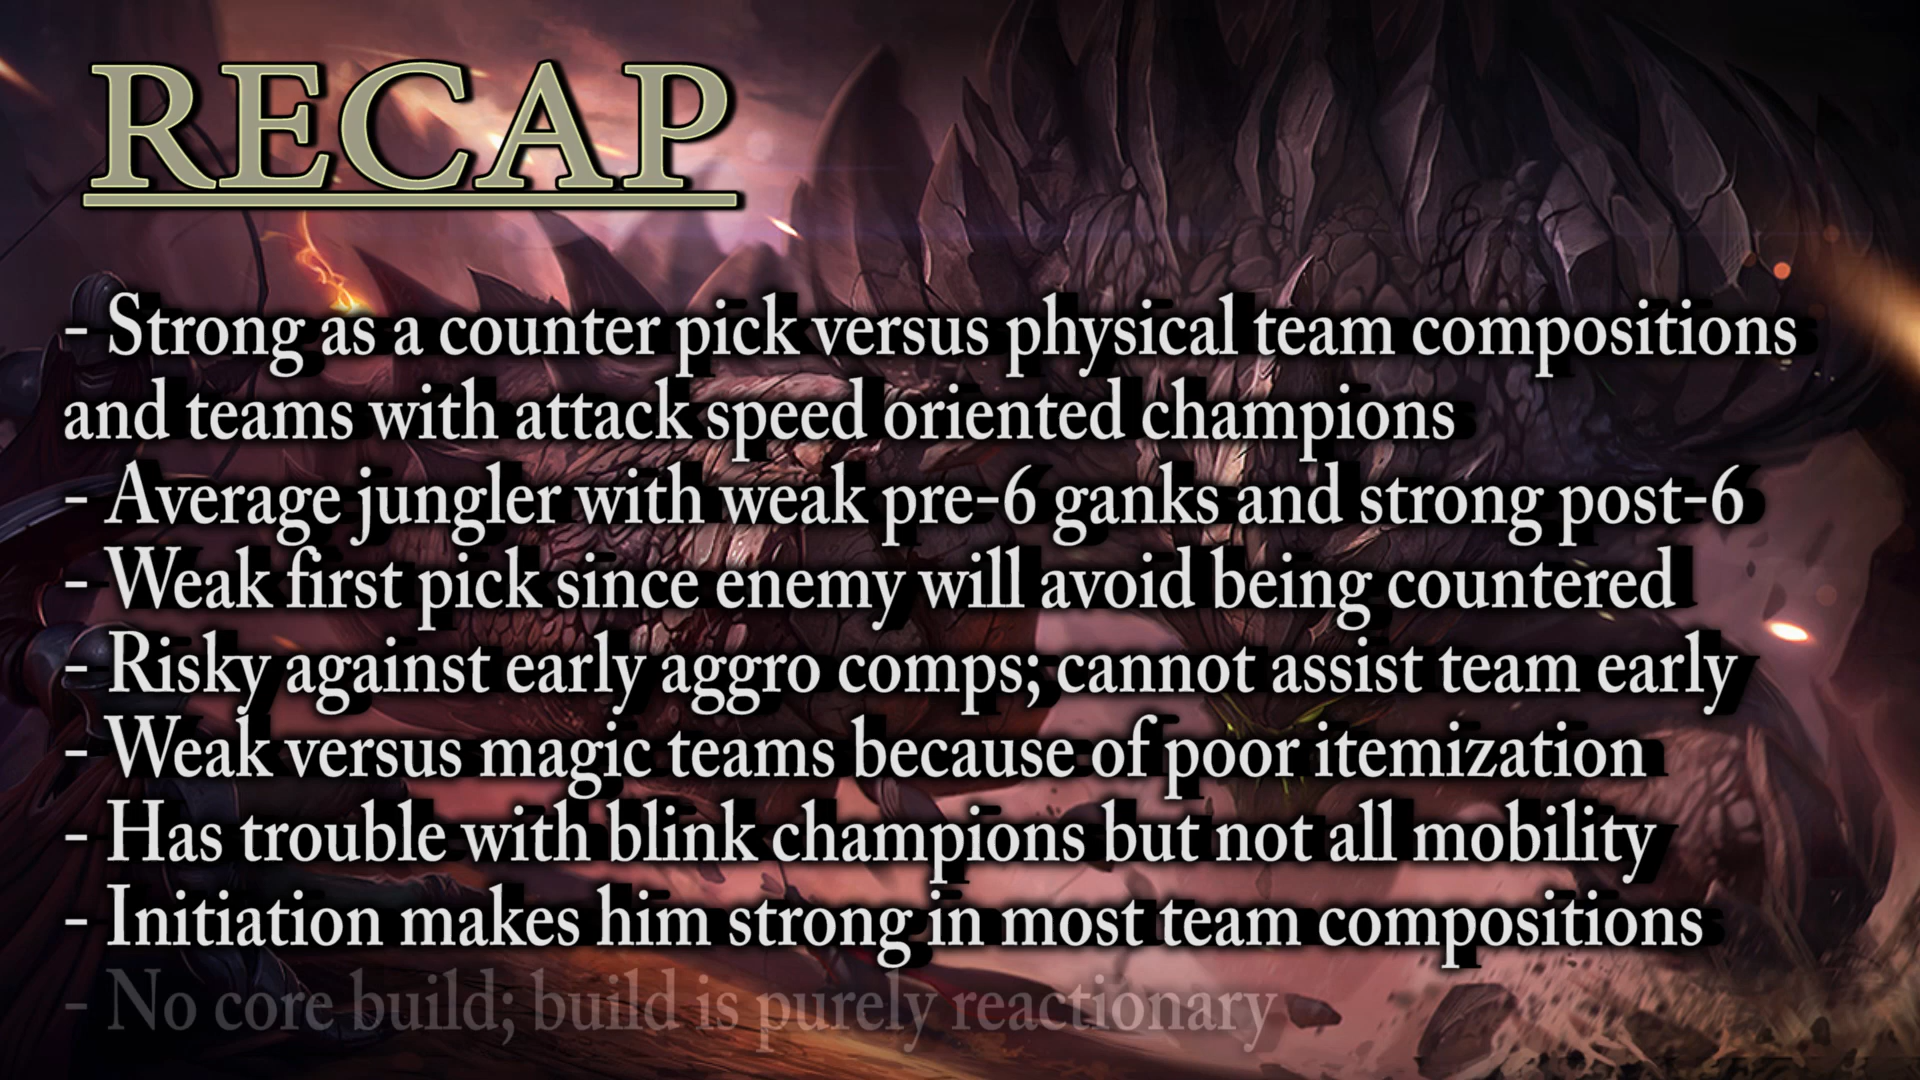 RECAP
- Strong as a counter pick versus physical team compositions
and teams with attack speed oriented champions
- Average jungler with weak pre-6 ganks and strong post-6
- Weak first pick since enemy will avoid being countered
- Risky against early aggro comps; cannot assist team early
- Weak versus magic teams because of poor itemization
- Has trouble with blink champions but not all mobility
- Initiation makes him strong in most team compositions
- No core build; build is purely reactionary